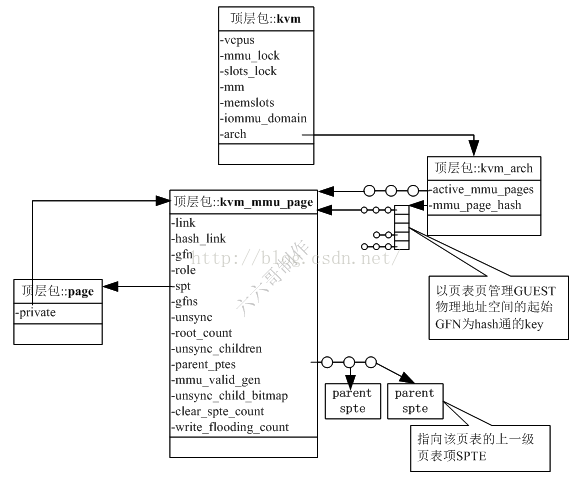 顶层包::kvm
-vcpus
-mmu_lock
-slots_lock
-mm
-memslots
-iommu_domain
-arch
顶层包::kvm_arch
-active_mmu_pages
-mmu_page_hash
顶层包::kvm_mmu_page
-link
-hash_link
-gfn
-role
-spt
-gfns
-unsync
-root_count
-unsync_children
-parent_ptes
-mmu_valid_gen
-unsync_child_bitmap
-clear_spte_count
-write_flooding_count
顶层包::page
-private
以页表页管理GUEST
物理地址空间的起始
GFN为hash通的key
parent
spte
parent
spte
指向该页表的上一级
页表项SPTE
http://blog.csdn.net/
六六哥制作